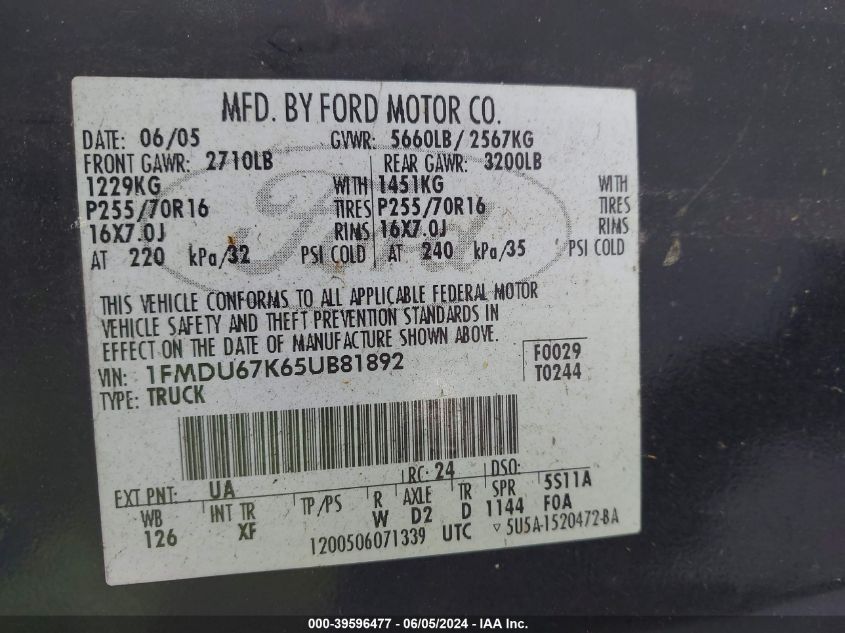 MFD. BY FORD MOTOR CO.
DATE: 06/05 GVWR: 5660LB/ 2567KG
FRONT GAWR: 2710LB REAR GAWR: 3200LB
1229KG WITH 1451KG WITH
P255/70R16 TIRES P255/70R16 TIRES
16X7.0J RIMS 16X7.0J RIMS
AT 220 kPa/32 PSI COLD AT 240 kPa/35 PSI COLD
Ford
THIS VEHICLE CONFORMS TO ALL APPLICABLE FEDERAL MOTOR
VEHICLE SAFETY AND THEFT PREVENTION STANDARDS IN
EFFECT ON THE DATE OF MANUFACTURE SHOWN ABOVE.
VIN: 1FMDU67K65UB81892 F0029
TYPE: TRUCK T0244
RC: 24 DSO:
EXT PNT: UA
WB INT TR TP/PS R AXLE TR SPR 5S11A
126 XF W D2 D 1144 FOA
1200506071339 UTC ▽ 5U5A-1520472-BA
000-39596477 - 06/05/2024 - IAA Inc.